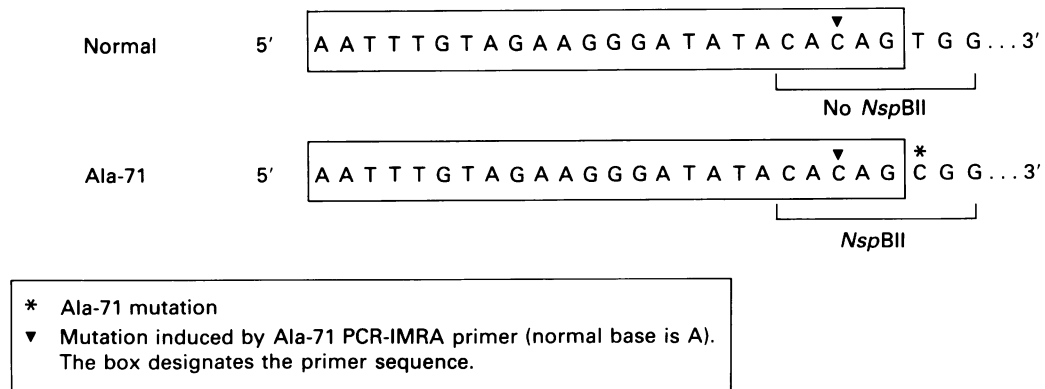 ▼
Normal 5′ A A T T T G T A G A A G G G A T A T A C A C A G T G G . . . 3′
No NspBII
*
▼
Ala-71 5′ A A T T T G T A G A A G G G A T A T A C A C A G C G G . . . 3′
NspBII
* Ala-71 mutation
▼ Mutation induced by Ala-71 PCR-IMRA primer (normal base is A).
The box designates the primer sequence.